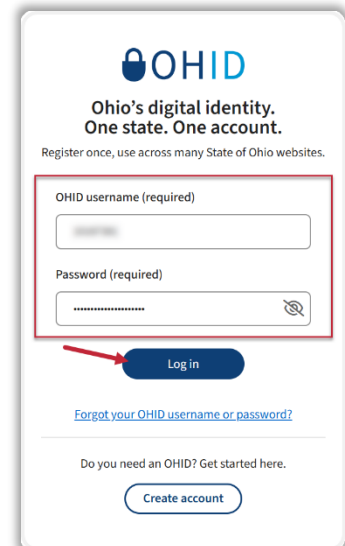 OHID
Ohio's digital identity.
One state. One account.
Register once, use across many State of Ohio websites.
OHID username (required)
Password (required)
Log in
Forgot your OHID username or password?
Do you need an OHID? Get started here.
Create account